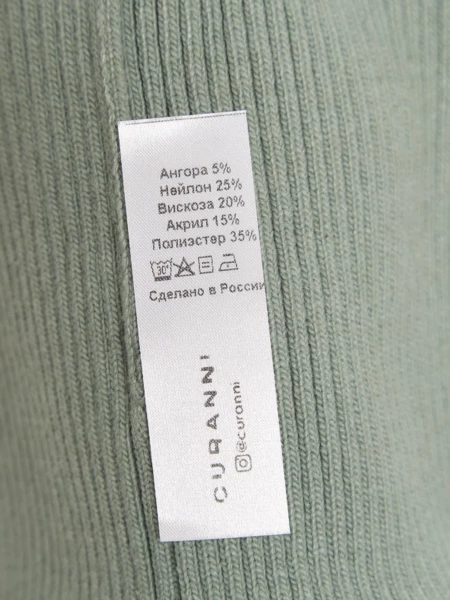 Ангора 5%
Нейлон 25%
Вискоза 20%
Акрил 15%
Полиэстер 35%
30°
Сделано в России
CURANNI
@curanni